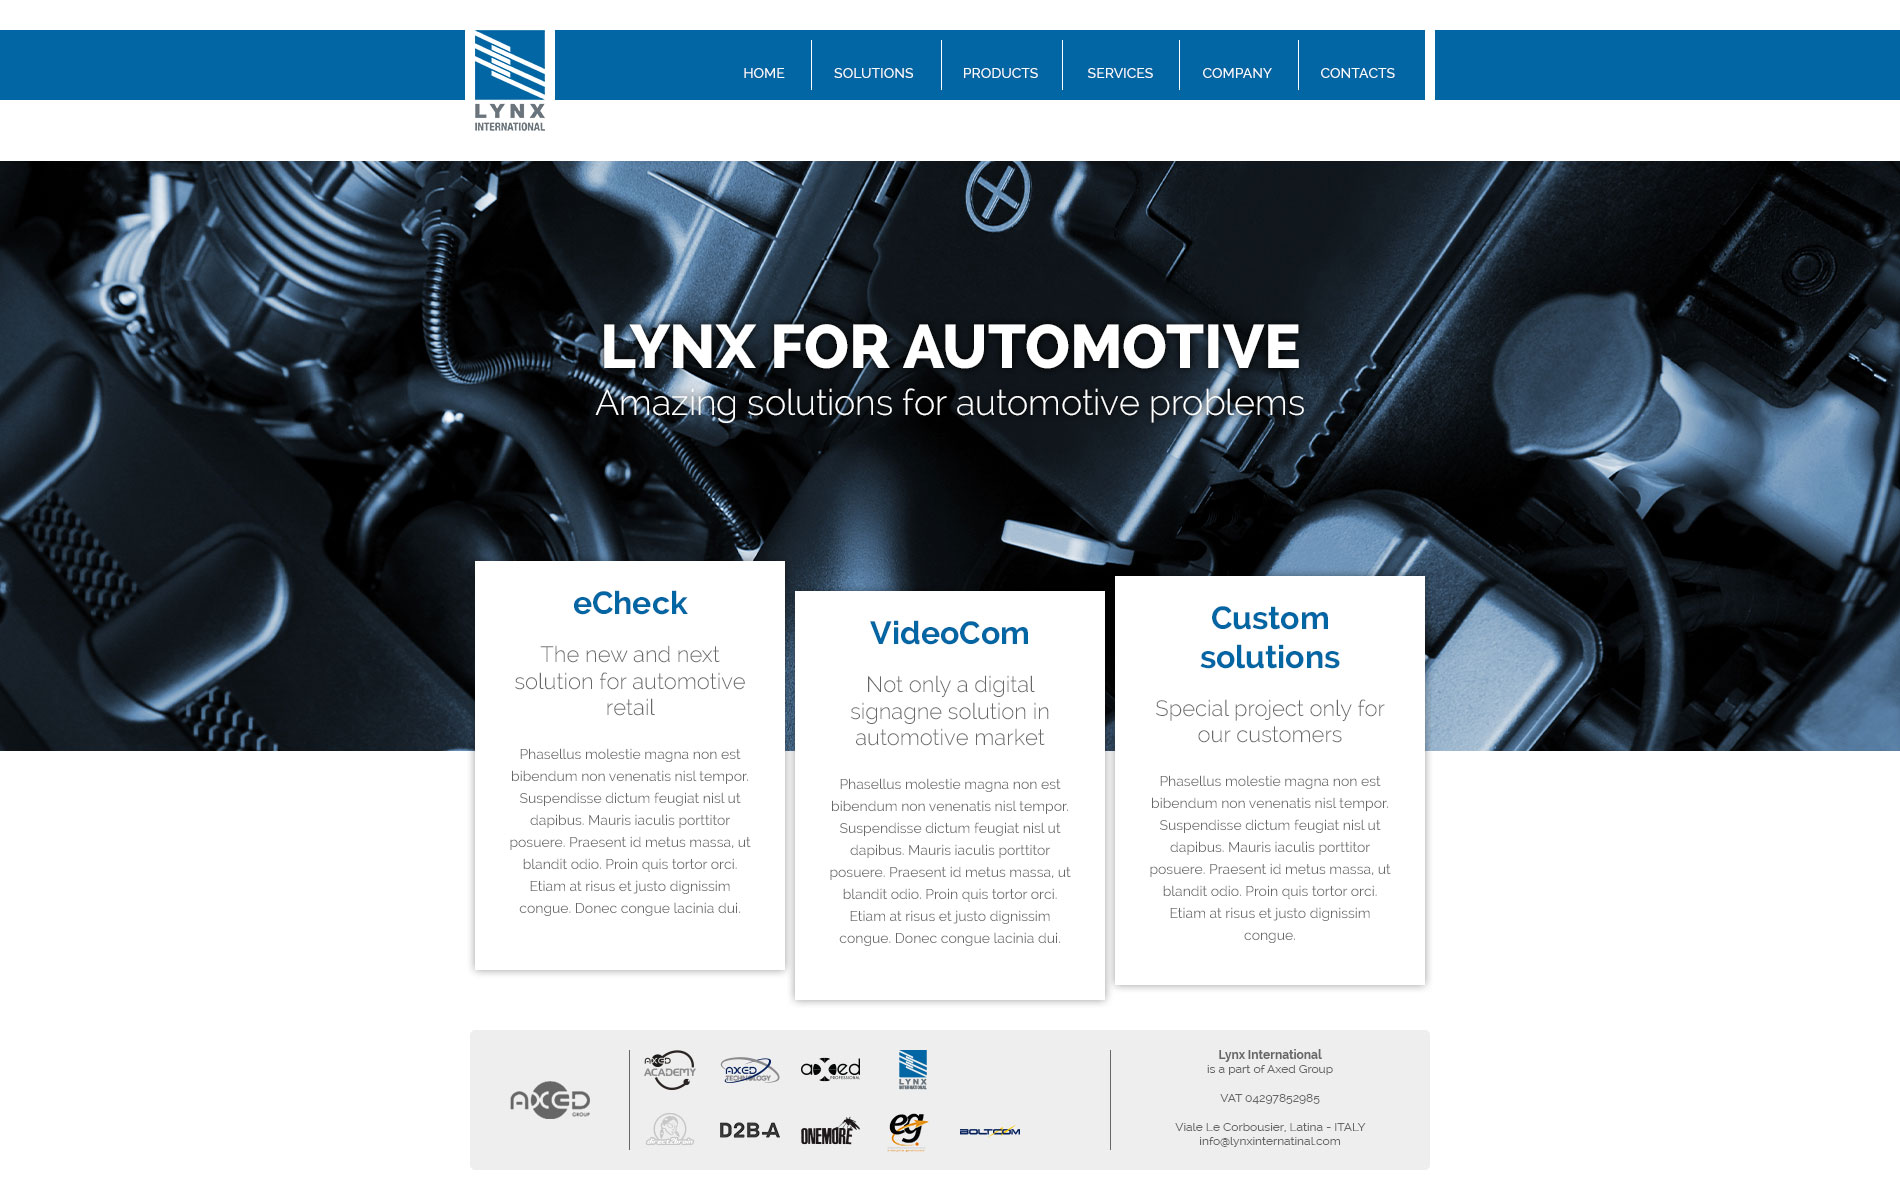 LYNX
INTERNATIONAL
HOME SOLUTIONS PRODUCTS SERVICES COMPANY CONTACTS
LYNX FOR AUTOMOTIVE
Amazing solutions for automotive problems
eCheck
The new and next
solution for automotive
retail
Phasellus molestie magna non est
bibendum non venenatis nisl tempor.
Suspendisse dictum feugiat nisl ut
dapibus. Mauris iaculis porttitor
posuere. Praesent id metus massa, ut
blandit odio. Proin quis tortor orci.
Etiam at risus et justo dignissim
congue. Donec congue lacinia dui.
VideoCom
Not only a digital
signagne solution in
automotive market
Phasellus molestie magna non est
bibendum non venenatis nisl tempor.
Suspendisse dictum feugiat nisl ut
dapibus. Mauris iaculis porttitor
posuere. Praesent id metus massa, ut
blandit odio. Proin quis tortor orci.
Etiam at risus et justo dignissim
congue. Donec congue lacinia dui.
Custom
solutions
Special project only for
our customers
Phasellus molestie magna non est
bibendum non venenatis nisl tempor.
Suspendisse dictum feugiat nisl ut
dapibus. Mauris iaculis porttitor
posuere. Praesent id metus massa, ut
blandit odio. Proin quis tortor orci.
Etiam at risus et justo dignissim
congue.
AXED
GROUP
AXED
ACADEMY
AXED
TECHNOLOGY
axed
PROFESSIONAL
LYNX
INTERNATIONAL
D2B-A
ONEMORE
eg
BOLTCOM
Lynx International
is a part of Axed Group
VAT 04297852985
Viale Le Corbousier, Latina - ITALY
info@lynxinternatinal.com